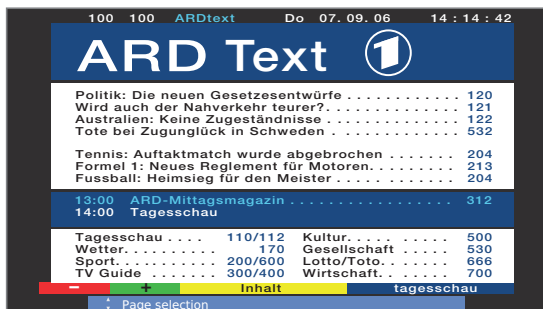 100 100 ARDtext Do 07. 09. 06 14 : 14 : 42
ARD Text 1
Politik: Die neuen Gesetzesentwürfe . . . . . . . . . . . . 120
Wird auch der Nahverkehr teurer?. . . . . . . . . . . . . . 121
Australien: Keine Zugeständnisse . . . . . . . . . . . . . 122
Tote bei Zugunglück in Schweden . . . . . . . . . . . . . 532
Tennis: Auftaktmatch wurde abgebrochen . . . . . . . 204
Formel 1: Neues Reglement für Motoren. . . . . . . . . 213
Fussball: Heimsieg für den Meister . . . . . . . . . . . . 204
13:00 ARD-Mittagsmagazin . . . . . . . . . . . . . . . . . 312
14:00 Tagesschau
Tagesschau . . . . 110/112 Kultur. . . . . . . . . . 500
Wetter. . . . . . . . . . 170 Gesellschaft . . . . . 530
Sport. . . . . . . . . . 200/600 Lotto/Toto. . . . . . . 666
TV Guide . . . . . . . 300/400 Wirtschaft. . . . . . . 700
− + Inhalt tagesschau
Page selection